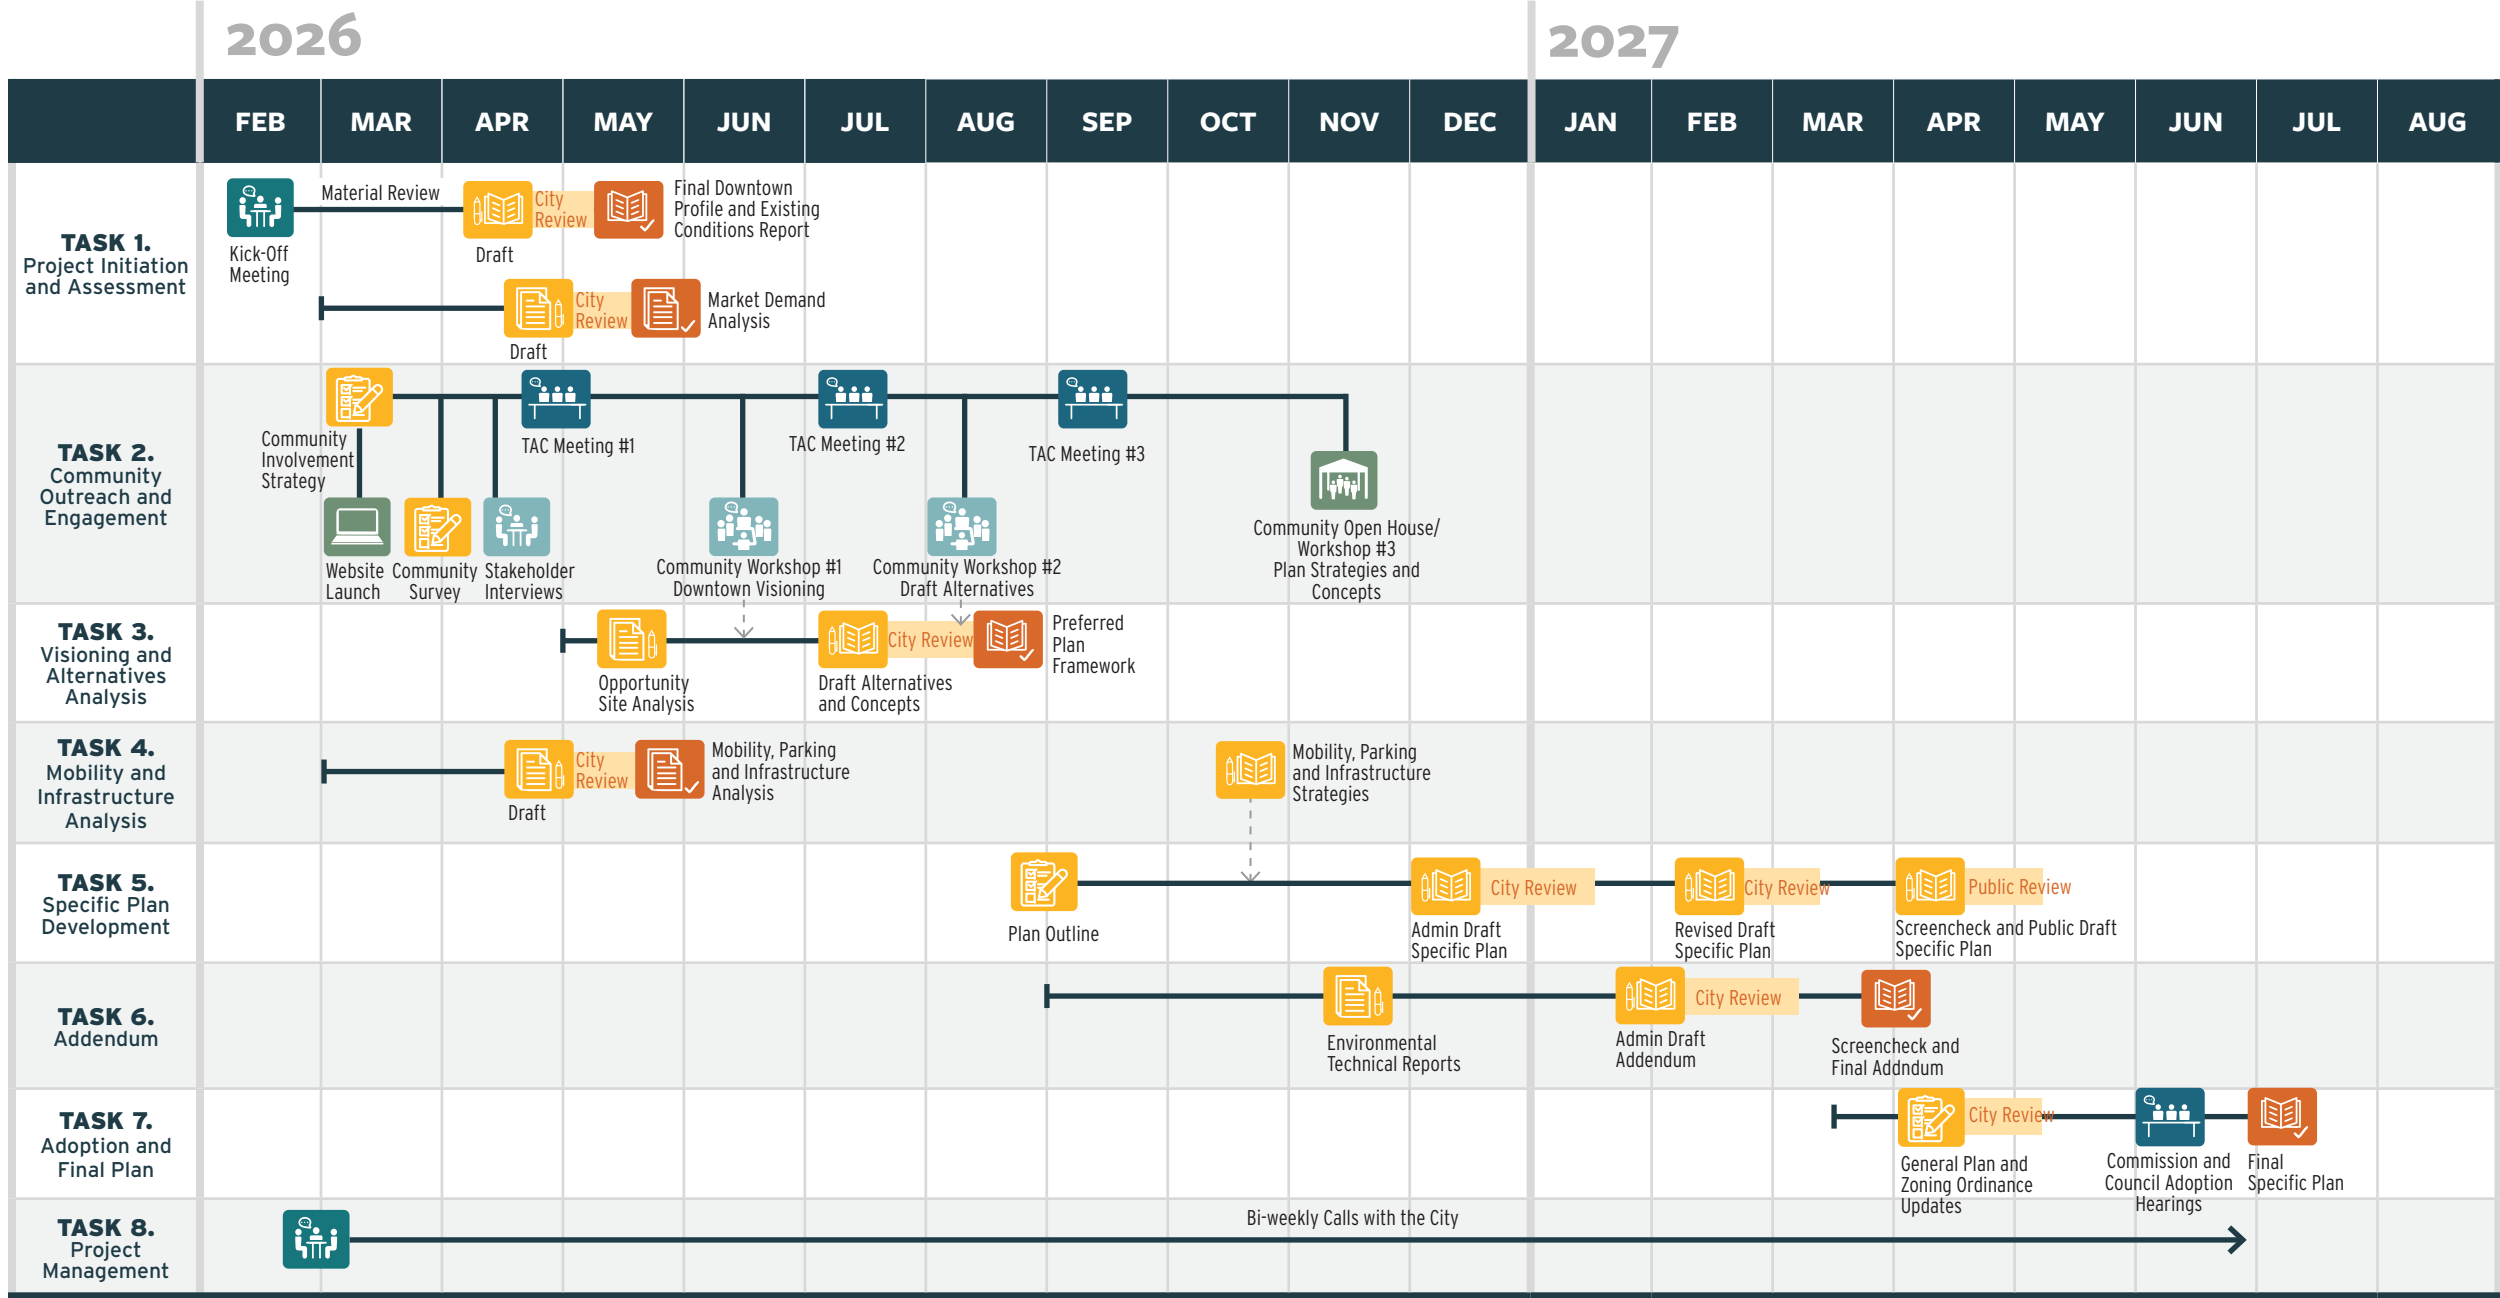 2026
2027
FEB MAR APR MAY JUN JUL AUG SEP OCT NOV DEC JAN FEB MAR APR MAY JUN JUL AUG
TASK 1.
Project Initiation
and Assessment
Kick-Off
Meeting
Material Review
Draft
City
Review
Final Downtown
Profile and Existing
Conditions Report
Draft
City
Review
Market Demand
Analysis
TASK 2.
Community
Outreach and
Engagement
Community
Involvement
Strategy
TAC Meeting #1
TAC Meeting #2
TAC Meeting #3
Website
Launch
Community
Survey
Stakeholder
Interviews
Community Workshop #1
Downtown Visioning
Community Workshop #2
Draft Alternatives
Community Open House/
Workshop #3
Plan Strategies and
Concepts
TASK 3.
Visioning and
Alternatives
Analysis
Opportunity
Site Analysis
Draft Alternatives
and Concepts
City Review
Preferred
Plan
Framework
TASK 4.
Mobility and
Infrastructure
Analysis
Draft
City
Review
Mobility, Parking
and Infrastructure
Analysis
Mobility, Parking
and Infrastructure
Strategies
TASK 5.
Specific Plan
Development
Plan Outline
Admin Draft
Specific Plan
City Review
Revised Draft
Specific Plan
City Review
Screencheck and Public Draft
Specific Plan
Public Review
TASK 6.
Addendum
Environmental
Technical Reports
Admin Draft
Addendum
City Review
Screencheck and
Final Addndum
TASK 7.
Adoption and
Final Plan
General Plan and
Zoning Ordinance
Updates
City Review
Commission and
Council Adoption
Hearings
Final
Specific Plan
TASK 8.
Project
Management
Bi-weekly Calls with the City